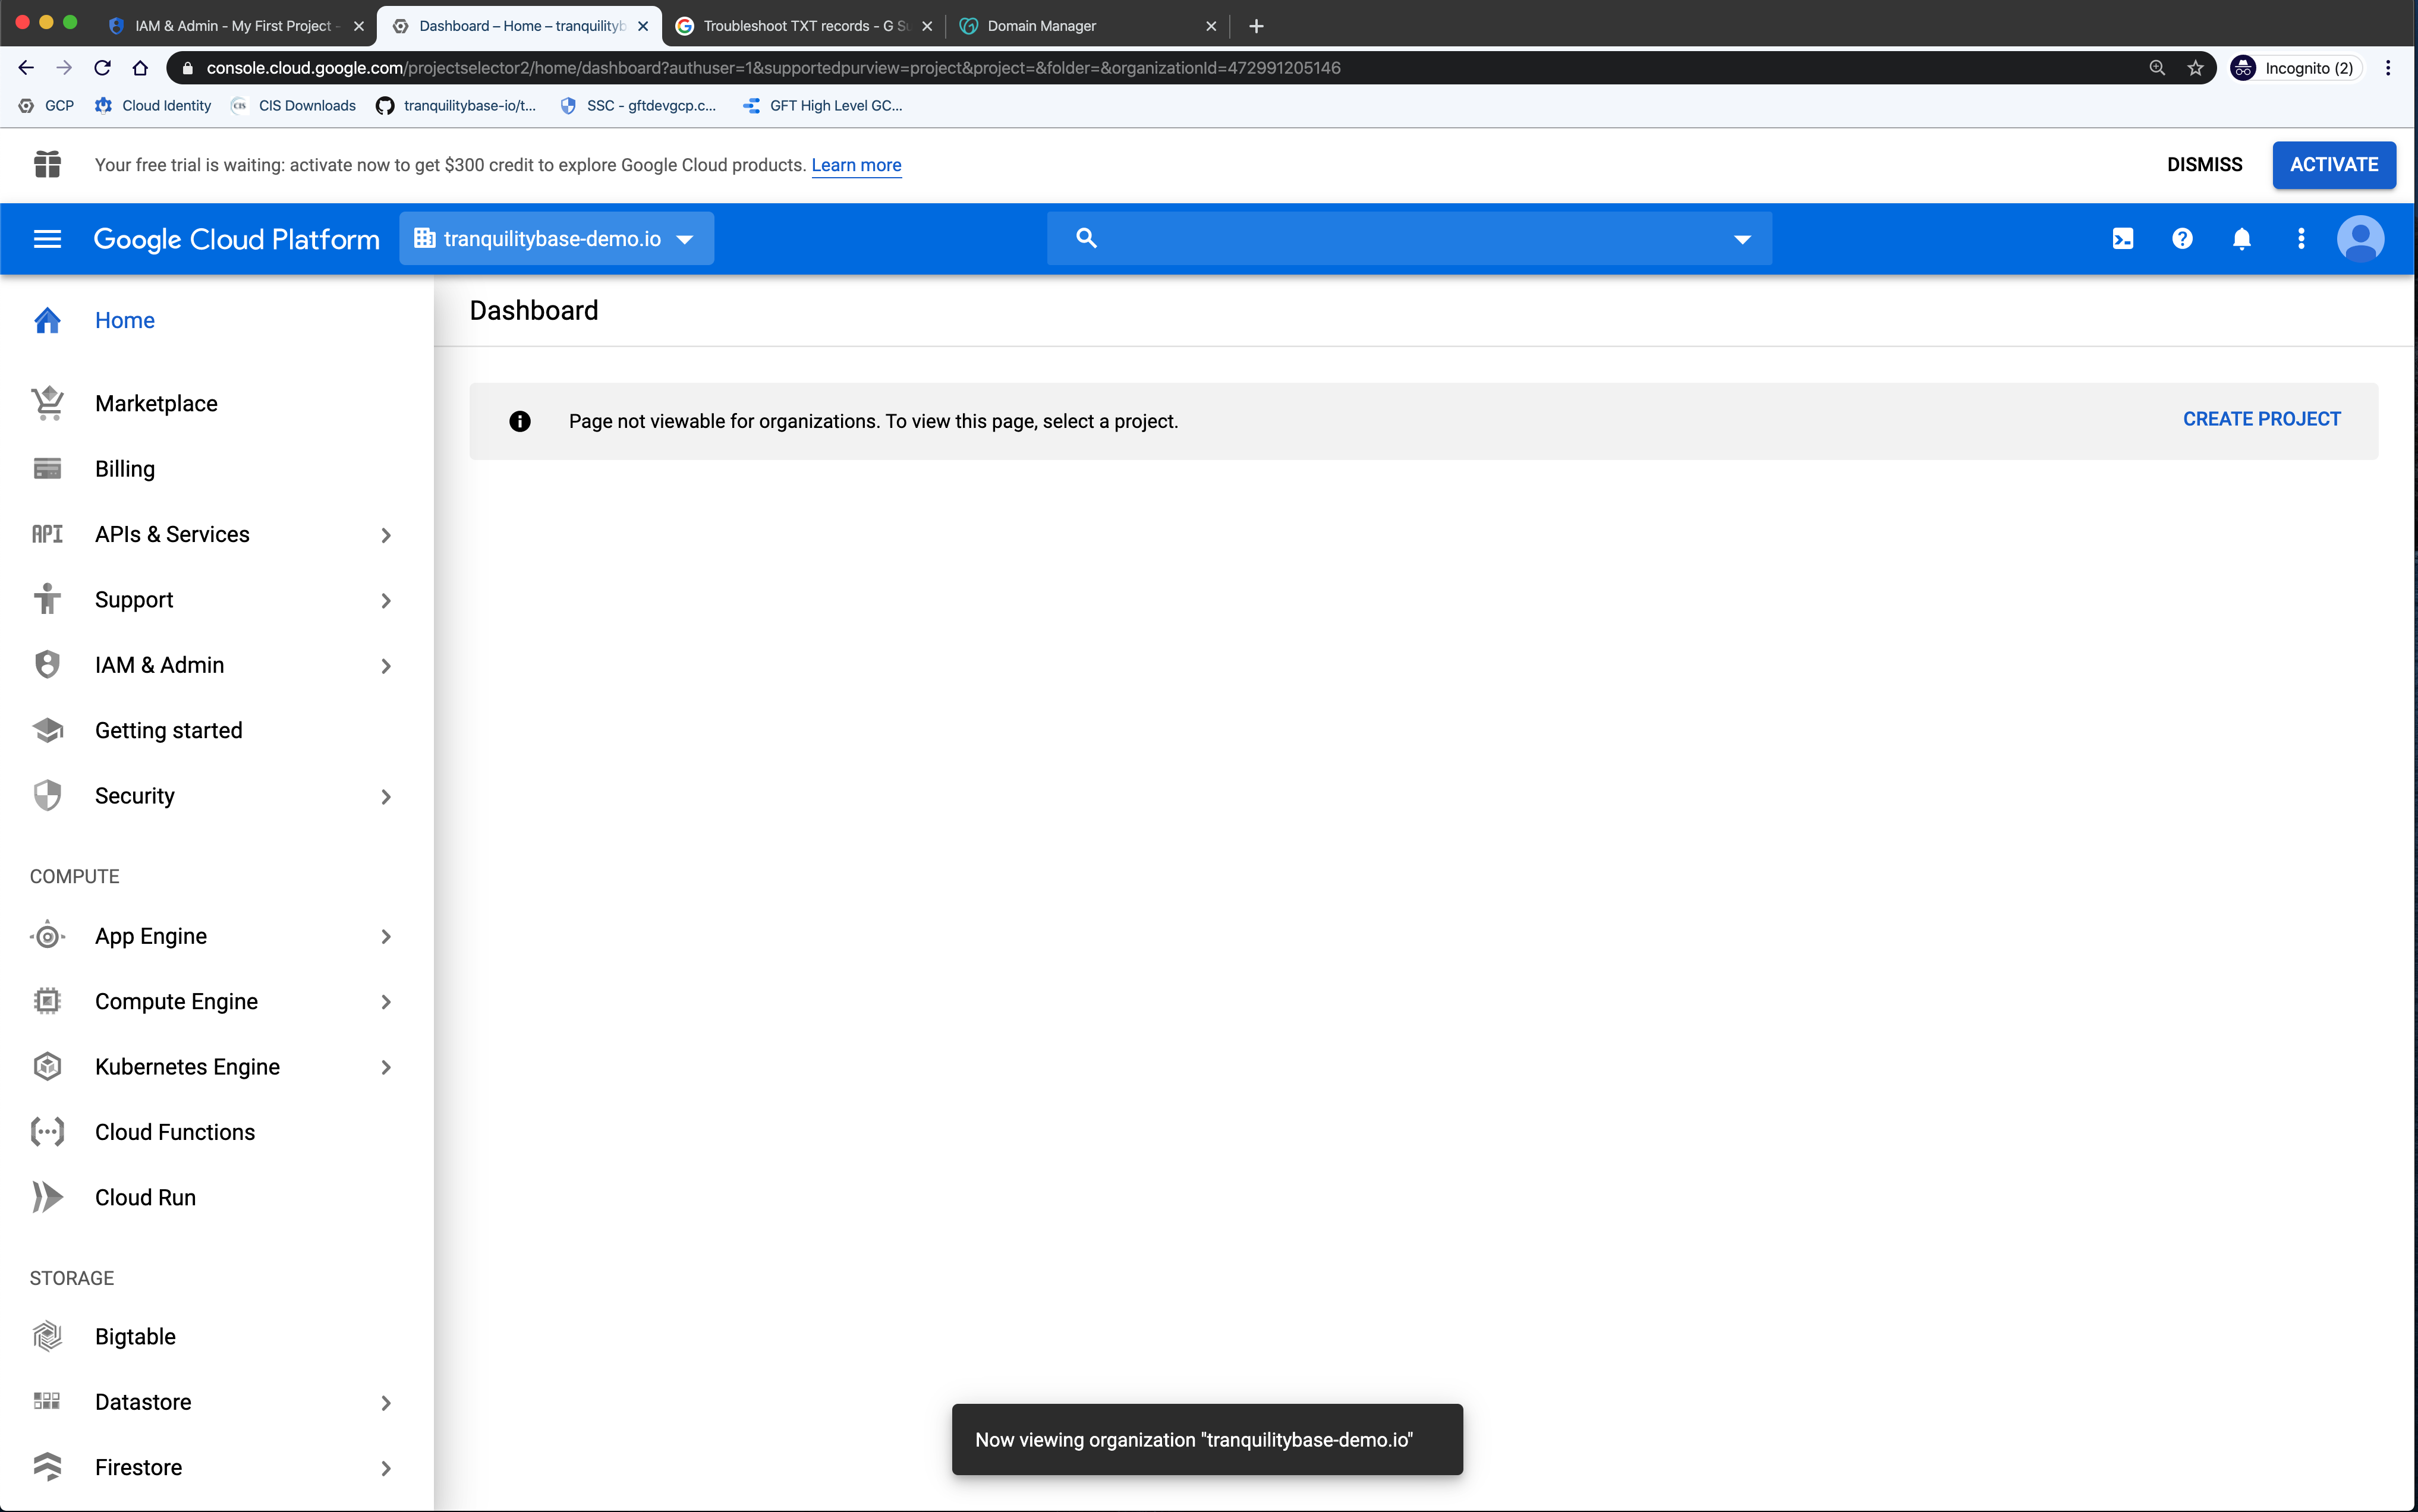 IAM & Admin - My First Project -
Dashboard – Home – tranquilityb
Troubleshoot TXT records - G Su
Domain Manager
console.cloud.google.com/projectselector2/home/dashboard?authuser=1&supportedpurview=project&project=&folder=&organizationId=472991205146
Incognito (2)
GCP
Cloud Identity
CIS
CIS Downloads
tranquilitybase-io/t...
SSC - gftdevgcp.c...
GFT High Level GC...
Your free trial is waiting: activate now to get $300 credit to explore Google Cloud products. Learn more
DISMISS
ACTIVATE
Google Cloud Platform
tranquilitybase-demo.io
Home
Dashboard
Page not viewable for organizations. To view this page, select a project.
CREATE PROJECT
Marketplace
Billing
API
APIs & Services
Support
IAM & Admin
Getting started
Security
COMPUTE
App Engine
Compute Engine
Kubernetes Engine
Cloud Functions
Cloud Run
STORAGE
Bigtable
Datastore
Firestore
Now viewing organization "tranquilitybase-demo.io"